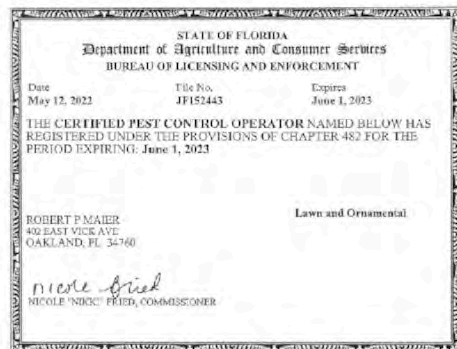 STATE OF FLORIDA
Department of Agriculture and Consumer Services
BUREAU OF LICENSING AND ENFORCEMENT
Date File No. Expires
May 12, 2022 JF152443 June 1, 2023
THE CERTIFIED PEST CONTROL OPERATOR NAMED BELOW HAS
REGISTERED UNDER THE PROVISIONS OF CHAPTER 482 FOR THE
PERIOD EXPIRING: June 1, 2023
Lawn and Ornamental
ROBERT P MAIER
402 EAST VICK AVE
OAKLAND, FL 34760
nicole fried
NICOLE "NIKKI" FRIED, COMMISSIONER